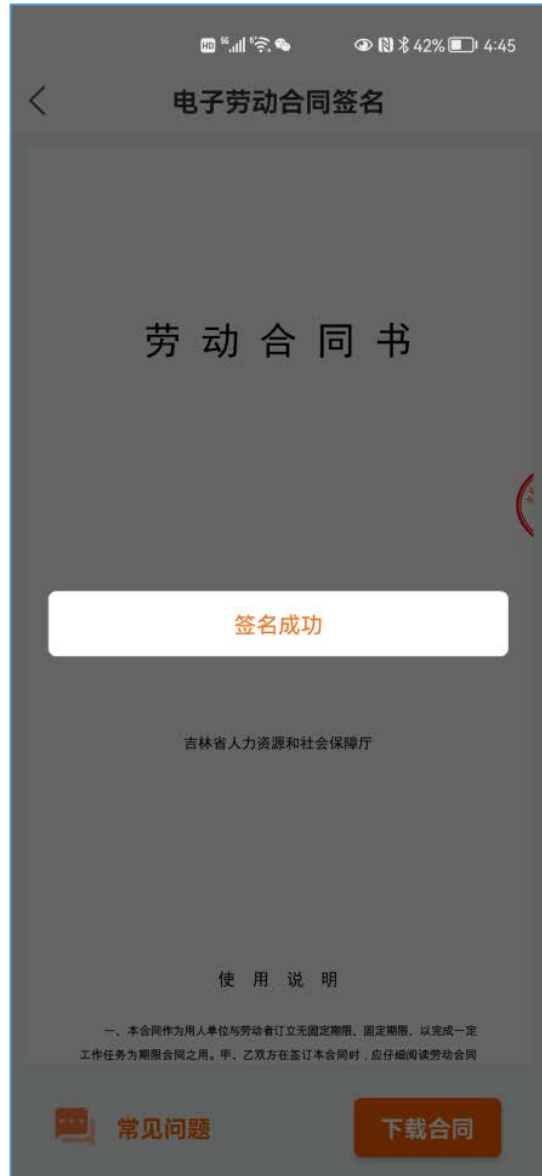 HD 5G 6 42% 4:45
电子劳动合同签名
劳动合同书
签名成功
吉林省人力资源和社会保障厅
使用说明
一、本合同作为用人单位与劳动者订立无固定期限、固定期限、以完成一定
工作任务为期限合同之用。甲、乙双方在签订本合同时，应仔细阅读劳动合同
常见问题
下载合同